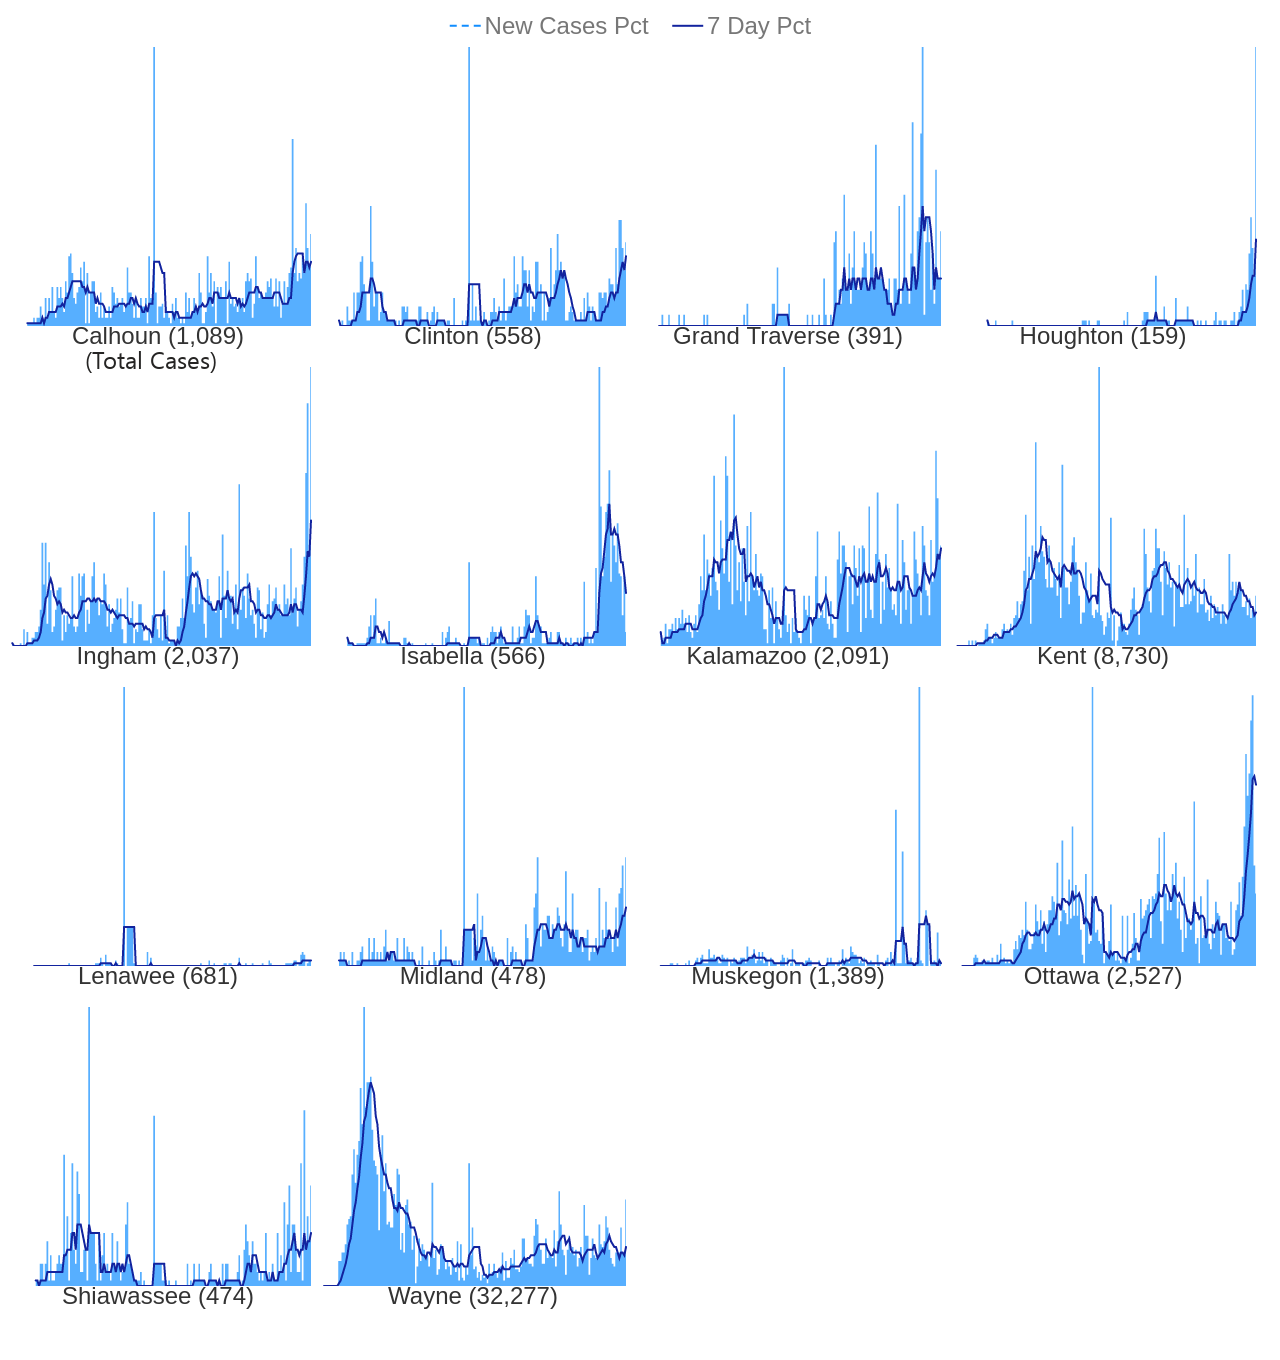 New Cases Pct 7 Day Pct
Calhoun (1,089) Clinton (558) Grand Traverse (391) Houghton (159)
(Total Cases)
Ingham (2,037) Isabella (566) Kalamazoo (2,091) Kent (8,730)
Lenawee (681) Midland (478) Muskegon (1,389) Ottawa (2,527)
Shiawassee (474) Wayne (32,277)